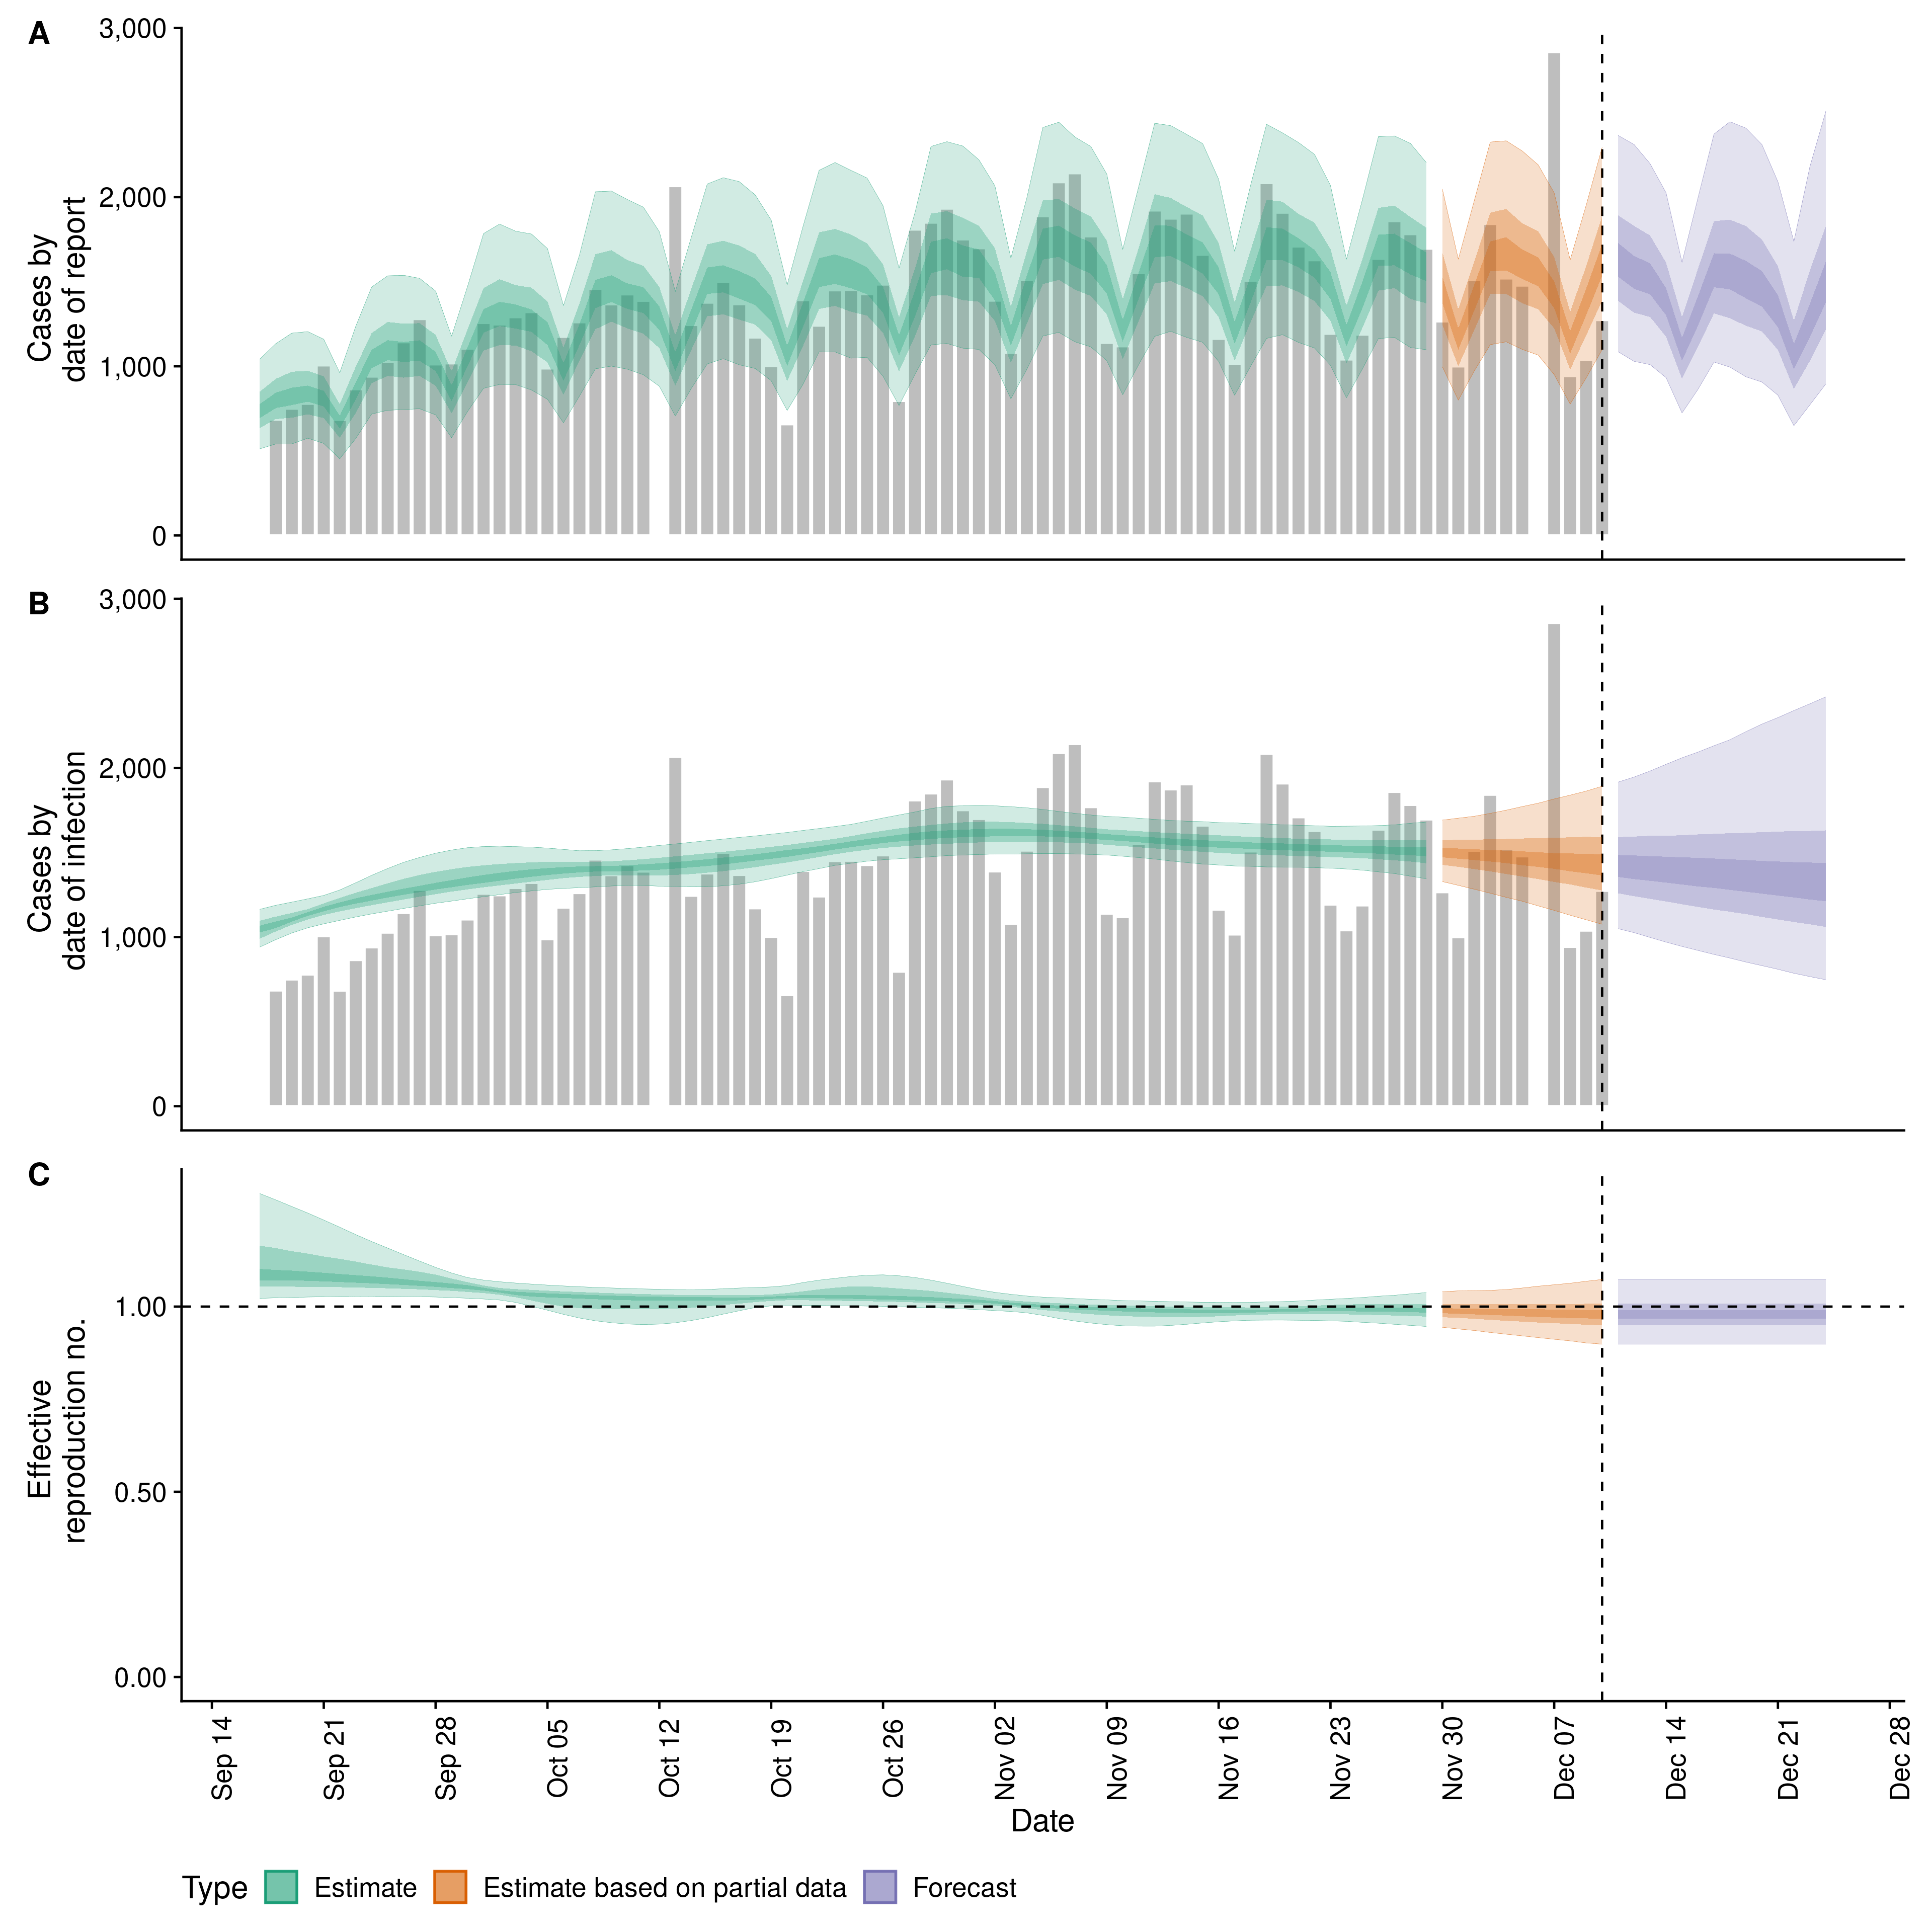 A
3,000
2,000
1,000
0
Cases by
date of report
B
3,000
2,000
1,000
0
Cases by
date of infection
C
1.00
0.50
0.00
Effective
reproduction no.
Sep 14
Sep 21
Sep 28
Oct 05
Oct 12
Oct 19
Oct 26
Nov 02
Nov 09
Nov 16
Nov 23
Nov 30
Dec 07
Dec 14
Dec 21
Dec 28
Date
Type
Estimate
Estimate based on partial data
Forecast